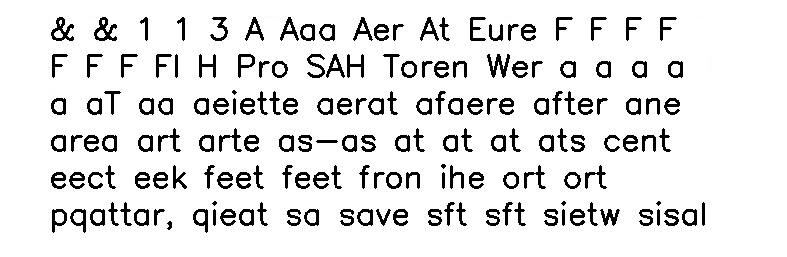 & & 1 1 3 A Aaa Aer At Eure F F F F
F F F Fl H Pro SAH Toren Wer a a a a
a aT aa aeiette aerat afaere after ane
area art arte as—as at at at ats cent
eect eek feet feet fron ihe ort ort
pqattar, qieat sa save sft sft sietw sisal